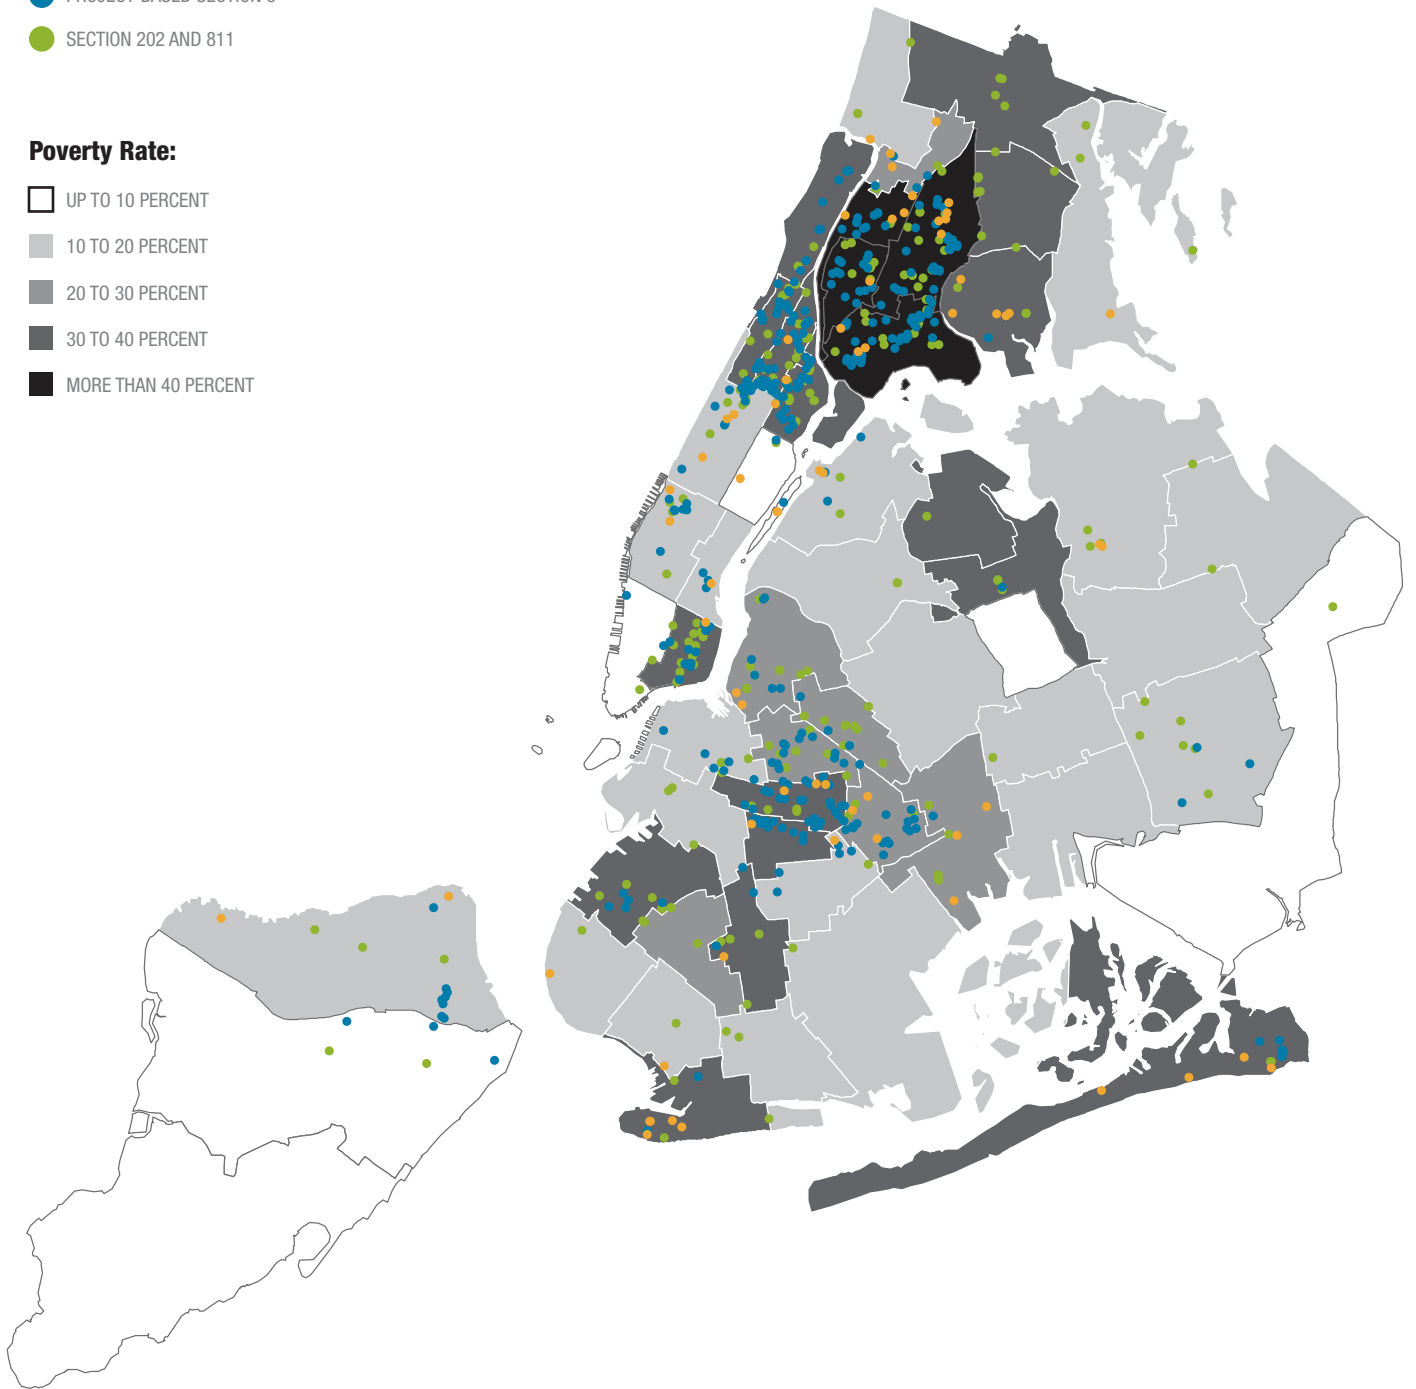 SECTION 202 AND 811
Poverty Rate:
UP TO 10 PERCENT
10 TO 20 PERCENT
20 TO 30 PERCENT
30 TO 40 PERCENT
MORE THAN 40 PERCENT